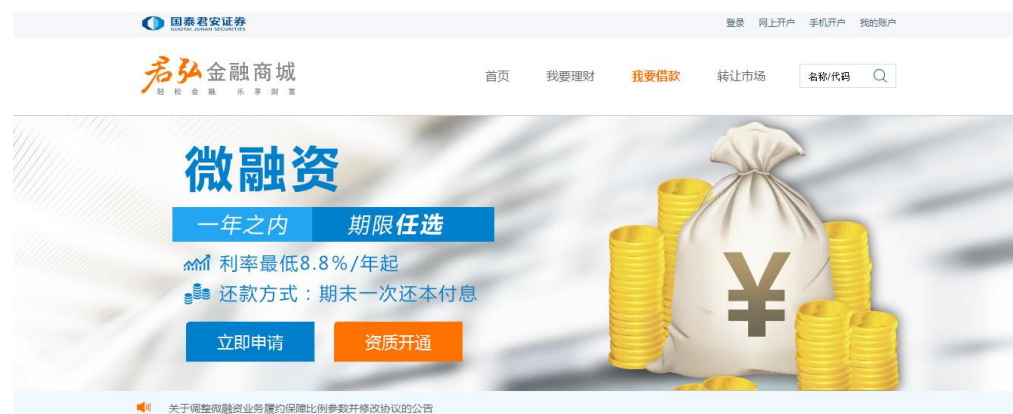 国泰君安证券
GUOTAI JUNAN SECURITIES
登录 网上开户 手机开户 我的账户
君弘金融商城
轻松金融 乐享财富
首页 我要理财 我要借款 转让市场 名称/代码
微融资
一年之内 期限任选
利率最低8.8%/年起
还款方式：期末一次还本付息
立即申请 资质开通
¥
关于调整微融资业务履约保障比例参数并修改协议的公告